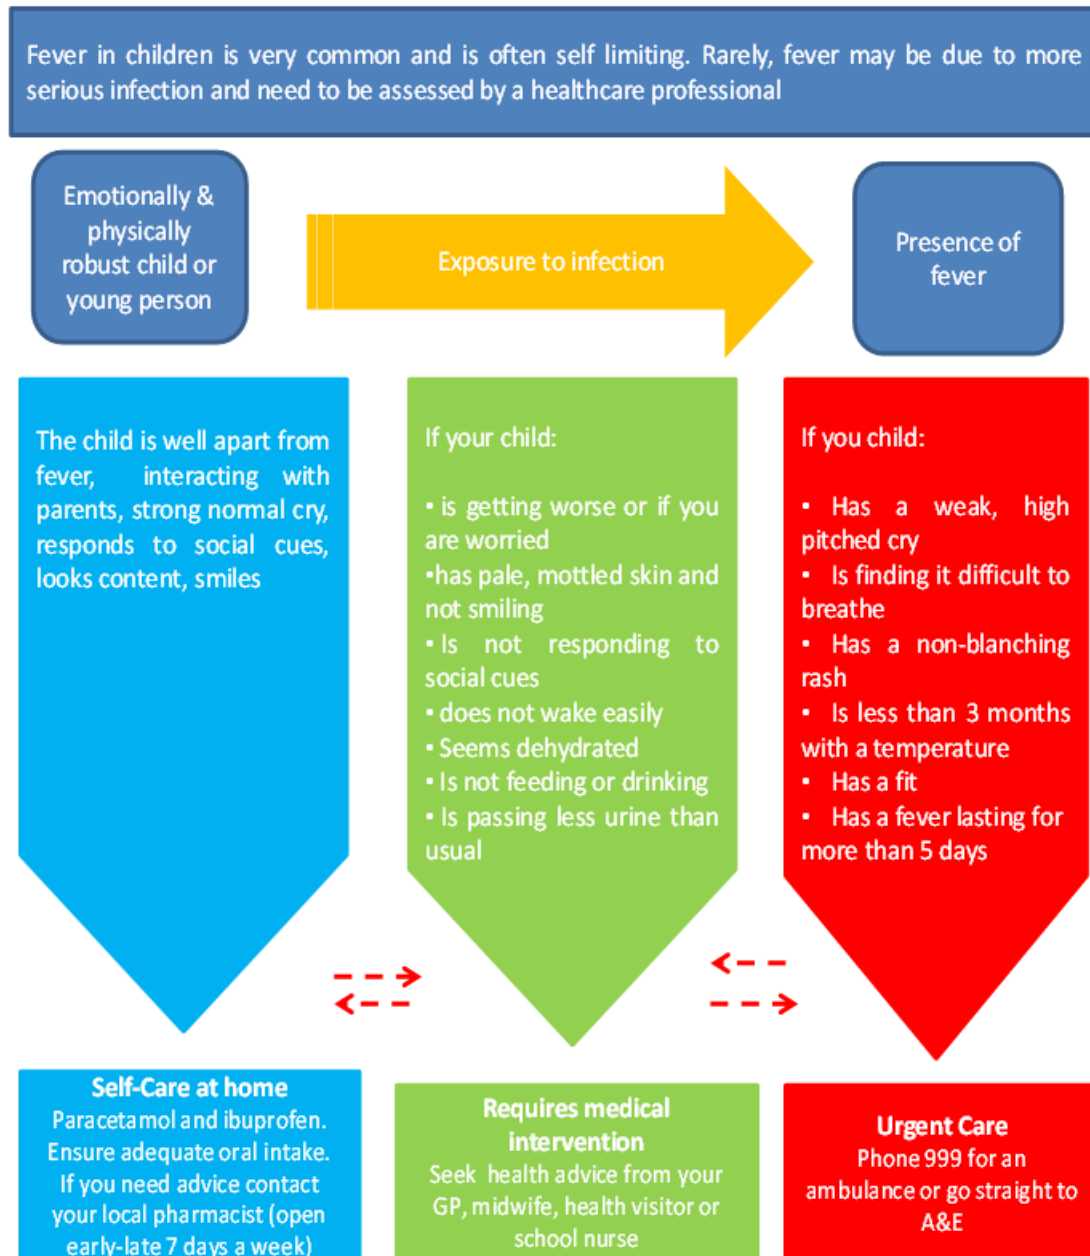 Fever in children is very common and is often self limiting. Rarely, fever may be due to more
serious infection and need to be assessed by a healthcare professional
Emotionally &
physically
robust child or
young person
Exposure to infection
Presence of
fever
The child is well apart from
fever, interacting with
parents, strong normal cry,
responds to social cues,
looks content, smiles
If your child:
• is getting worse or if you
are worried
•has pale, mottled skin and
not smiling
• Is not responding to
social cues
• does not wake easily
• Seems dehydrated
• Is not feeding or drinking
• Is passing less urine than
usual
If you child:
• Has a weak, high
pitched cry
• Is finding it difficult to
breathe
• Has a non-blanching
rash
• Is less than 3 months
with a temperature
• Has a fit
• Has a fever lasting for
more than 5 days
Self-Care at home
Paracetamol and ibuprofen.
Ensure adequate oral intake.
If you need advice contact
your local pharmacist (open
early-late 7 days a week)
Requires medical
intervention
Seek health advice from your
GP, midwife, health visitor or
school nurse
Urgent Care
Phone 999 for an
ambulance or go straight to
A&E